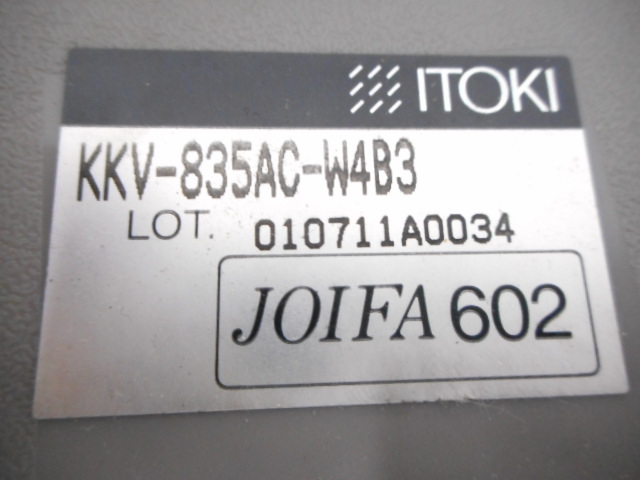 ITOKI
KKV-835AC-W4B3
LOT. 010711A0034
JOIFA 602